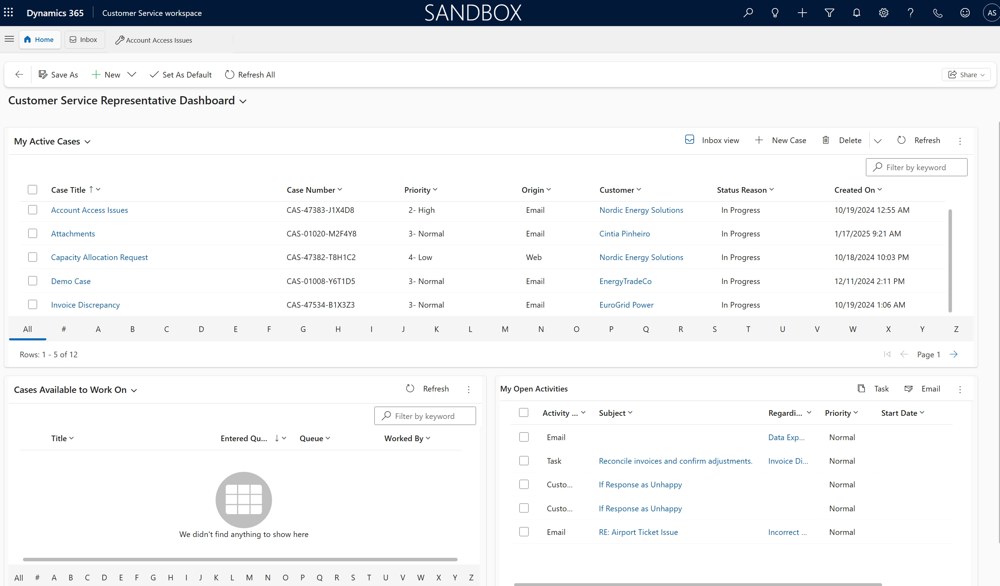 Dynamics 365 Customer Service workspace SANDBOX AS
Home Inbox Account Access Issues
Save As New Set As Default Refresh All Share
Customer Service Representative Dashboard
My Active Cases Inbox view New Case Delete Refresh
Filter by keyword
Case Title Case Number Priority Origin Customer Status Reason Created On
Account Access Issues CAS-47383-J1X4D8 2- High Email Nordic Energy Solutions In Progress 10/19/2024 12:55 AM
Attachments CAS-01020-M2F4Y8 3- Normal Email Cintia Pinheiro In Progress 1/17/2025 9:21 AM
Capacity Allocation Request CAS-47382-T8H1C2 4- Low Web Nordic Energy Solutions In Progress 10/18/2024 10:03 PM
Demo Case CAS-01008-Y6T1D5 3- Normal Email EnergyTradeCo In Progress 12/11/2024 2:11 PM
Invoice Discrepancy CAS-47534-B1X3Z3 3- Normal Email EuroGrid Power In Progress 10/19/2024 1:06 AM
All # A B C D E F G H I J K L M N O P Q R S T U V W X Y Z
Rows: 1 - 5 of 12 Page 1
Cases Available to Work On Refresh
Filter by keyword
Title Entered Qu... Queue Worked By
We didn't find anything to show here
All # A B C D E F G H I J K L M N O P Q R S T U V W X Y Z
My Open Activities Task Email
Activity ... Subject Regardi... Priority Start Date
Email Data Exp... Normal
Task Reconcile invoices and confirm adjustments. Invoice Di... Normal
Custo... If Response as Unhappy Normal
Custo... If Response as Unhappy Normal
Email RE: Airport Ticket Issue Incorrect ... Normal